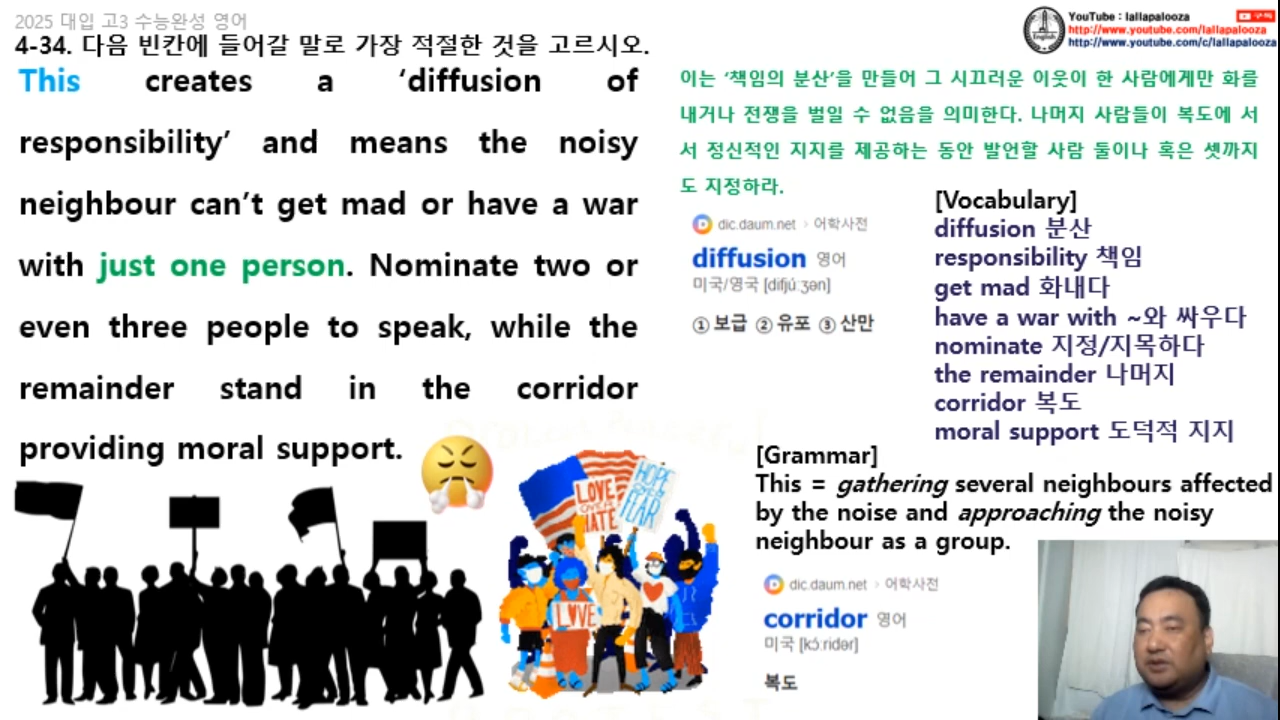 2025 대입 고3 수능완성 영어
4-34. 다음 빈칸에 들어갈 말로 가장 적절한 것을 고르시오.
YouTube : lallapalooza
구독
http://www.youtube.com/lallapalooza
http://www.youtube.com/c/lallapalooza
English
This creates a ‘diffusion of
responsibility’ and means the noisy
neighbour can’t get mad or have a war
with just one person. Nominate two or
even three people to speak, while the
remainder stand in the corridor
providing moral support.
이는 ‘책임의 분산’을 만들어 그 시끄러운 이웃이 한 사람에게만 화를
내거나 전쟁을 벌일 수 없음을 의미한다. 나머지 사람들이 복도에 서
서 정신적인 지지를 제공하는 동안 발언할 사람 둘이나 혹은 셋까지
도 지정하라.
dic.daum.net › 어학사전
diffusion 영어
미국/영국 [difjú:ʒən]
① 보급 ② 유포 ③ 산만
[Vocabulary]
diffusion 분산
responsibility 책임
get mad 화내다
have a war with ~와 싸우다
nominate 지정/지목하다
the remainder 나머지
corridor 복도
moral support 도덕적 지지
[Grammar]
This = gathering several neighbours affected
by the noise and approaching the noisy
neighbour as a group.
dic.daum.net › 어학사전
corridor 영어
미국 [kɔ́:ridər]
복도
LOVE
OVER
HATE
HOPE
FEAR
LOVE